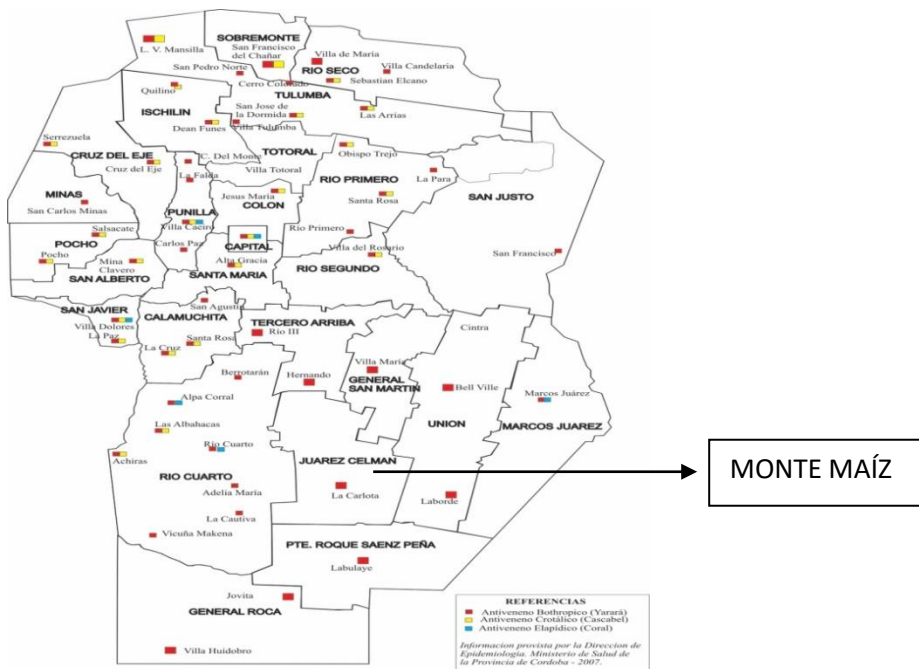 L. V. Mansilla
SOBREMONTE
San Francisco
del Chañar
San Pedro Norte
Villa de María
RIO SECO
Villa Candelaria
Sebastian Elcano
Cerro Colorado
TULUMBA
Quilino
ISCHILIN
Dean Funes
San Jose de
la Dormida
Villa Tulumba
Las Arrias
Serrezuela
CRUZ DEL EJE
Cruz del Eje
C. Del Monte
La Falda
TOTORAL
Villa Totoral
Obispo Trejo
RIO PRIMERO
La Para
Santa Rosa
SAN JUSTO
MINAS
San Carlos Minas
PUNILLA
Villa Caeiro
Carlos Paz
Jesus María
COLON
CAPITAL
Rio Primero
Villa del Rosario
San Francisco
Salsacate
POCHO
Pocho
Mina
Clavero
SAN ALBERTO
Alta Gracia
SANTA MARIA
RIO SEGUNDO
SAN JAVIER
Villa Dolores
La Paz
CALAMUCHITA
San Agustin
Santa Rosa
La Cruz
TERCERO ARRIBA
Rio III
Hernando
Villa María
GENERAL
SAN MARTIN
Cintra
Bell Ville
UNION
Marcos Juárez
MARCOS JUAREZ
Berrotarán
Alpa Corral
Las Albahacas
Río Cuarto
Achiras
RIO CUARTO
Adelia María
La Cautiva
Vicuña Makena
JUAREZ CELMAN
La Carlota
Laborde
MONTE MAÍZ
PTE. ROQUE SAENZ PEÑA
Labulaye
Jovita
GENERAL ROCA
Villa Huidobro
REFERENCIAS
Antiveneno Bothropico (Yarará)
Antiveneno Crotálico (Cascabel)
Antiveneno Elapídico (Coral)
Informacion provista por la Direccion de
Epidemiologia. Ministerio de Salud de
la Provincia de Cordoba - 2007.